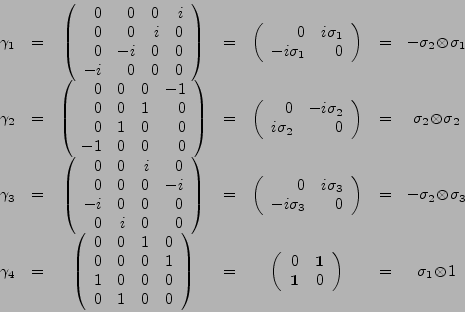 γ₁ = ( 0 0 0 i ; 0 0 i 0 ; 0 −i 0 0 ; −i 0 0 0 ) = ( 0 iσ₁ ; −iσ₁ 0 ) = −σ₂⊗σ₁
γ₂ = ( 0 0 0 −1 ; 0 0 1 0 ; 0 1 0 0 ; −1 0 0 0 ) = ( 0 −iσ₂ ; iσ₂ 0 ) = σ₂⊗σ₂
γ₃ = ( 0 0 i 0 ; 0 0 0 −i ; −i 0 0 0 ; 0 i 0 0 ) = ( 0 iσ₃ ; −iσ₃ 0 ) = −σ₂⊗σ₃
γ₄ = ( 0 0 1 0 ; 0 0 0 1 ; 1 0 0 0 ; 0 1 0 0 ) = ( 0 1 ; 1 0 ) = σ₁⊗1